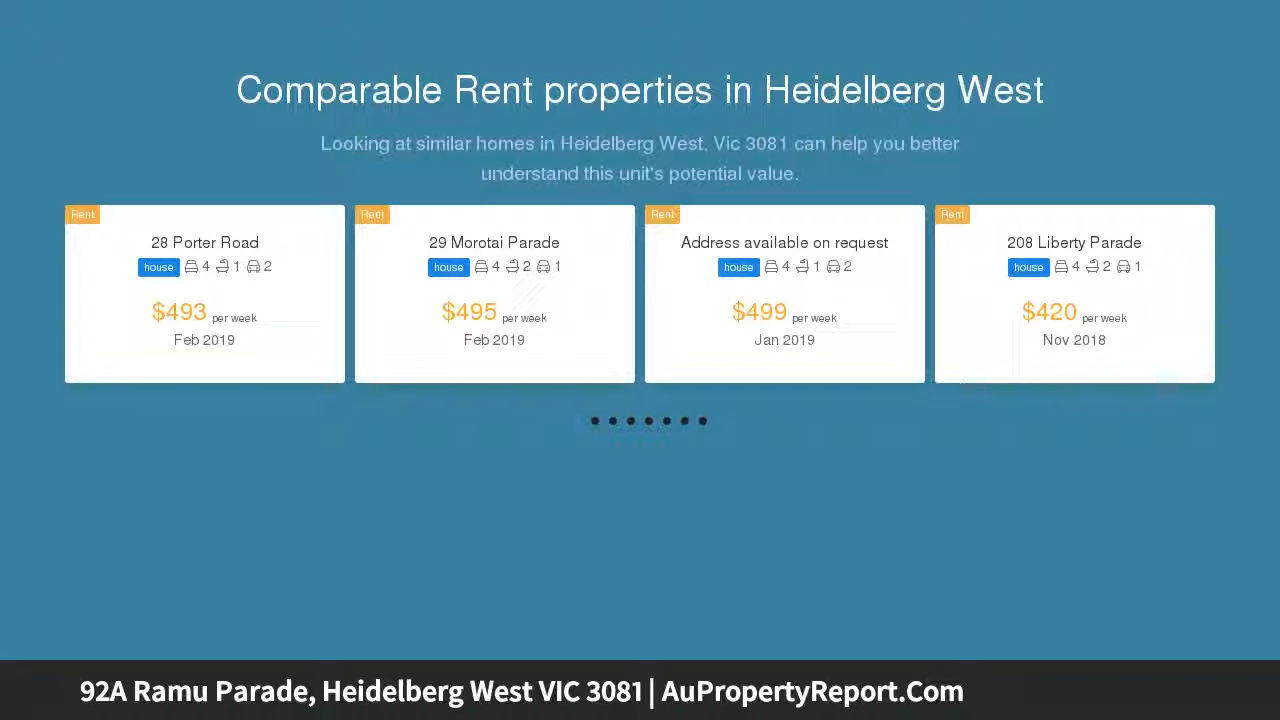 Comparable Rent properties in Heidelberg West
Looking at similar homes in Heidelberg West, Vic 3081 can help you better
understand this unit's potential value.
Rent
28 Porter Road
house 4 1 2
$493 per week
Feb 2019
Rent
29 Morotai Parade
house 4 2 1
$495 per week
Feb 2019
Rent
Address available on request
house 4 1 2
$499 per week
Jan 2019
Rent
208 Liberty Parade
house 4 2 1
$420 per week
Nov 2018
92A Ramu Parade, Heidelberg West VIC 3081 | AuPropertyReport.Com